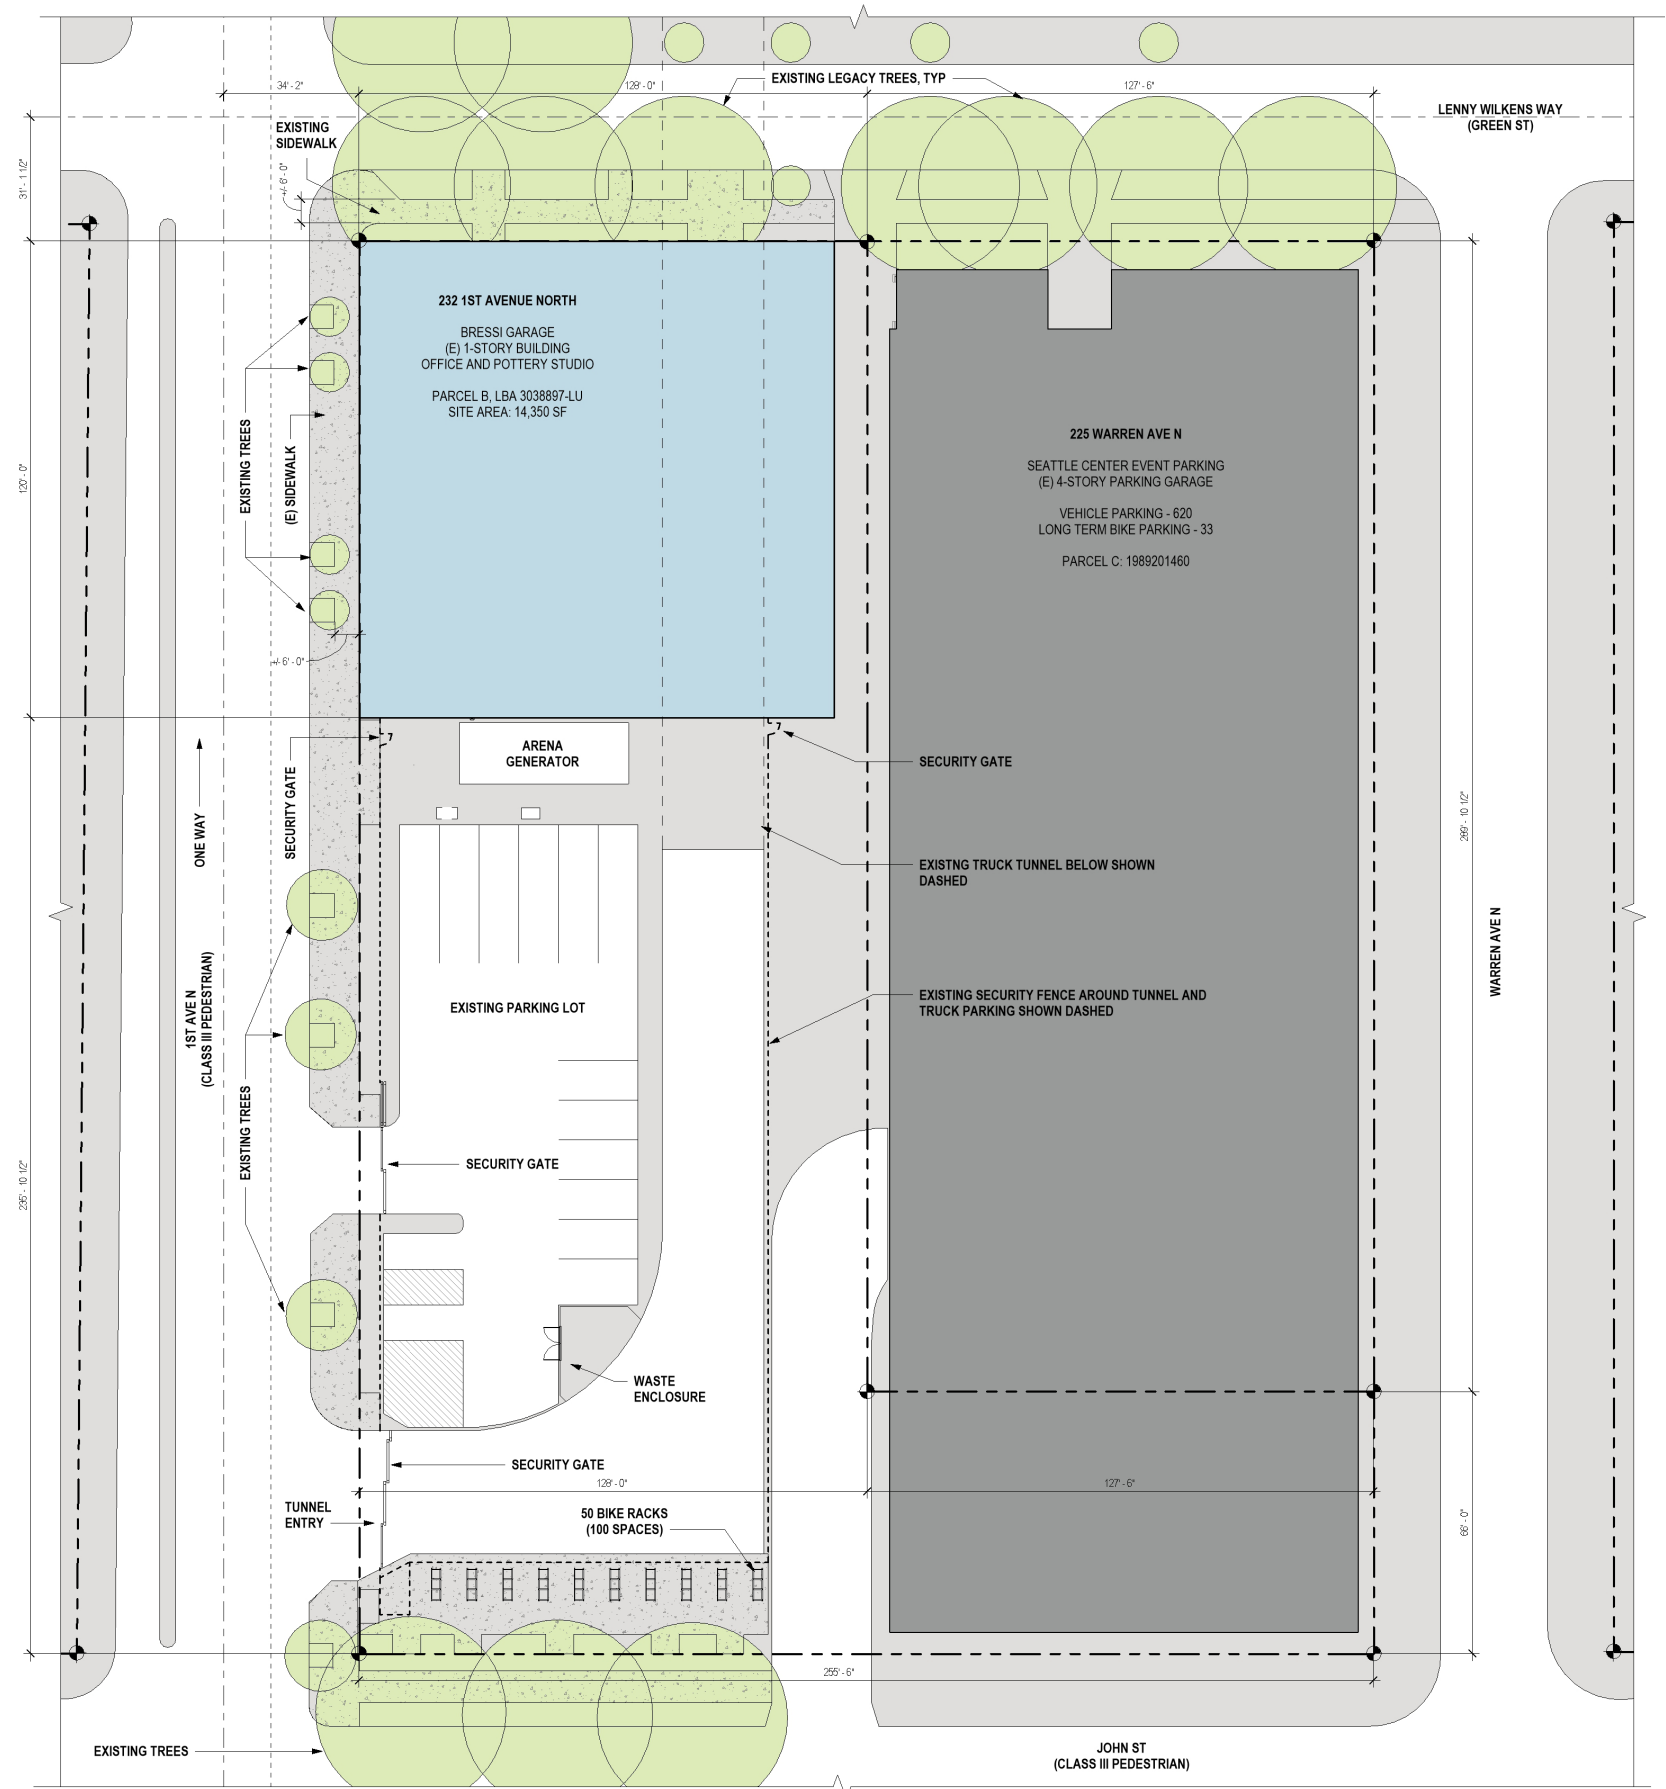 EXISTING LEGACY TREES, TYP
34' - 2"
128' - 0"
127' - 6"
LENNY WILKENS WAY
(GREEN ST)
EXISTING
SIDEWALK
31' - 1 1/2"
+/- 6' - 0"
232 1ST AVENUE NORTH
BRESSI GARAGE
(E) 1-STORY BUILDING
OFFICE AND POTTERY STUDIO
PARCEL B, LBA 3038897-LU
SITE AREA: 14,350 SF
225 WARREN AVE N
SEATTLE CENTER EVENT PARKING
(E) 4-STORY PARKING GARAGE
VEHICLE PARKING - 620
LONG TERM BIKE PARKING - 33
PARCEL C: 1989201460
120' - 0"
EXISTING TREES
(E) SIDEWALK
+/- 6' - 0"
ARENA
GENERATOR
SECURITY GATE
SECURITY GATE
ONE WAY
289' - 10 1/2"
EXISTNG TRUCK TUNNEL BELOW SHOWN
DASHED
WARREN AVE N
1ST AVE N
(CLASS III PEDESTRIAN)
EXISTING PARKING LOT
EXISTING SECURITY FENCE AROUND TUNNEL AND
TRUCK PARKING SHOWN DASHED
EXISTING TREES
235' - 10 1/2"
SECURITY GATE
WASTE
ENCLOSURE
SECURITY GATE
128' - 0"
127' - 6"
TUNNEL
ENTRY
50 BIKE RACKS
(100 SPACES)
66' - 0"
255' - 6"
EXISTING TREES
JOHN ST
(CLASS III PEDESTRIAN)